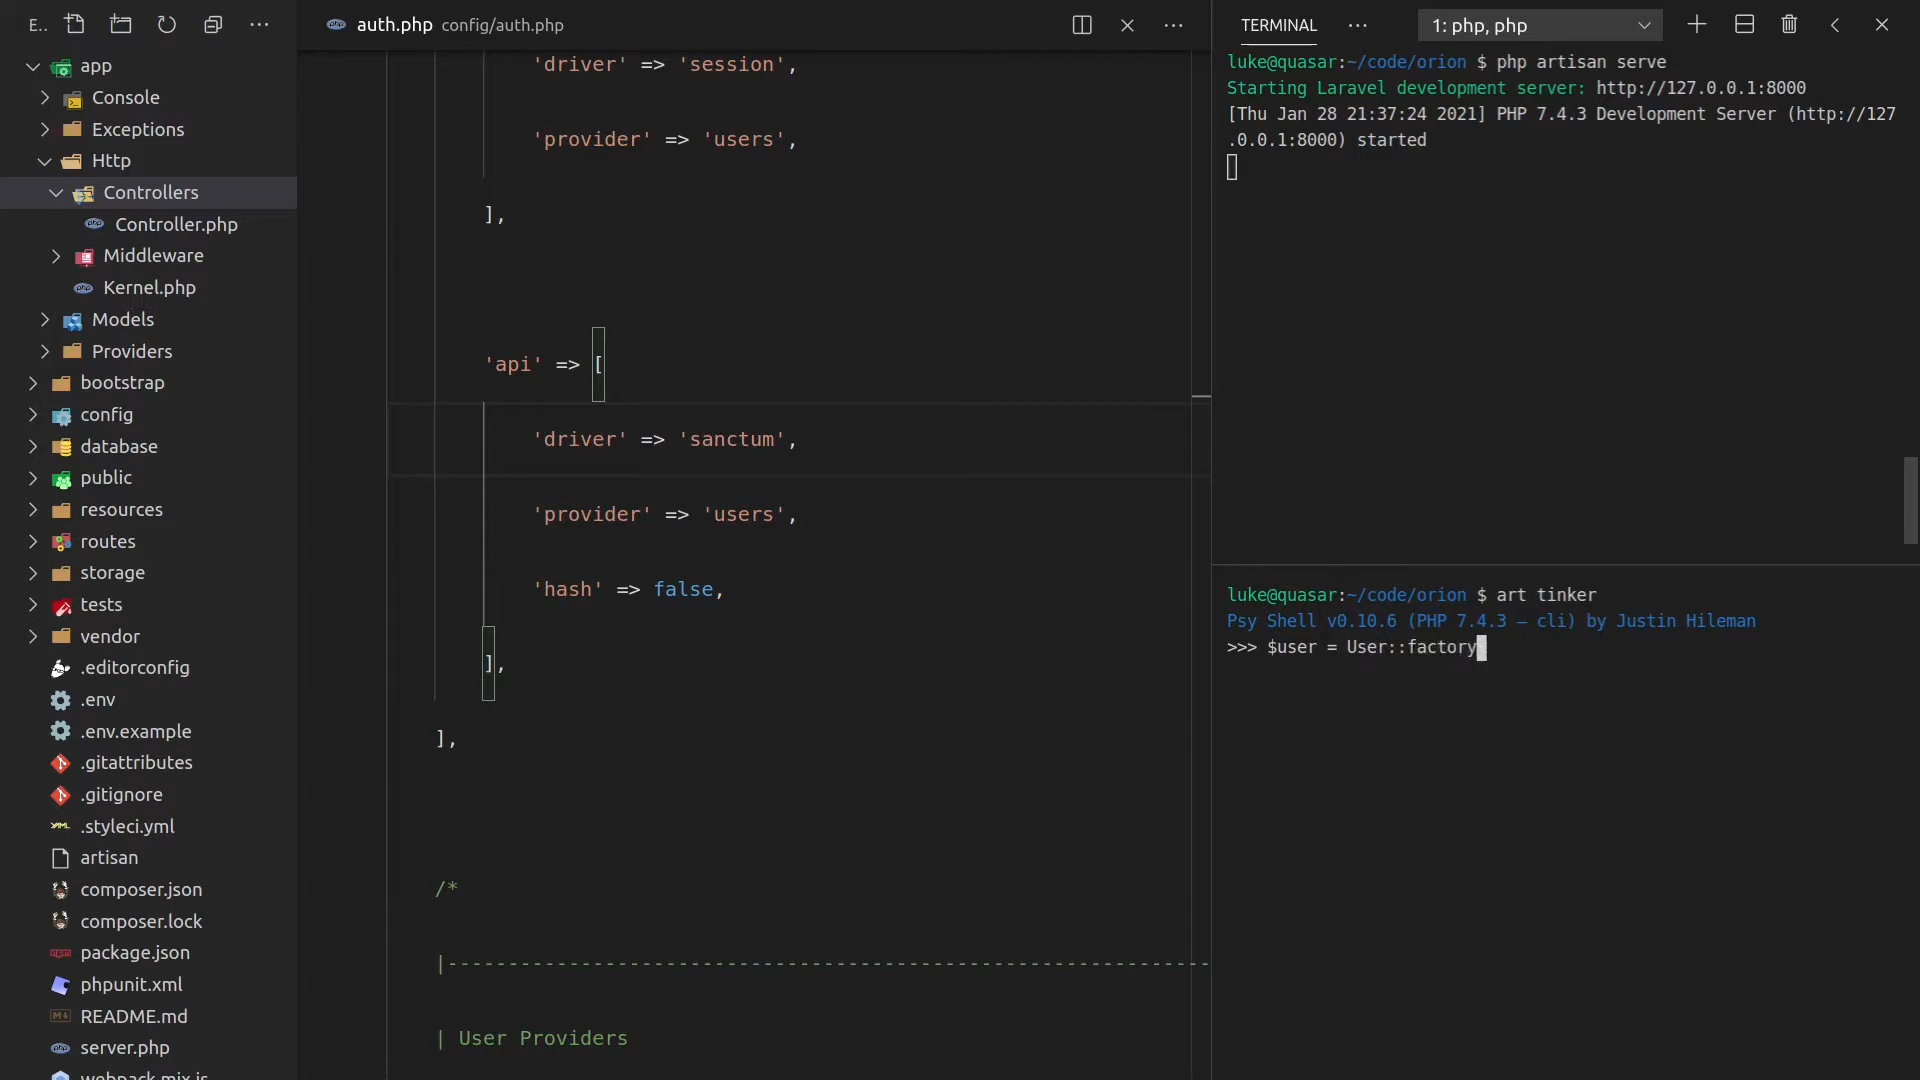 E..
app
Console
Exceptions
Http
Controllers
Controller.php
Middleware
Kernel.php
Models
Providers
bootstrap
config
database
public
resources
routes
storage
tests
vendor
.editorconfig
.env
.env.example
.gitattributes
.gitignore
.styleci.yml
artisan
composer.json
composer.lock
package.json
phpunit.xml
README.md
server.php
webpack.mix.js
auth.php config/auth.php
'driver' => 'session',
'provider' => 'users',
],
'api' => [
'driver' => 'sanctum',
'provider' => 'users',
'hash' => false,
],
],
/*
|---------------------------------------------------------------
| User Providers
TERMINAL
1: php, php
luke@quasar:~/code/orion $ php artisan serve
Starting Laravel development server: http://127.0.0.1:8000
[Thu Jan 28 21:37:24 2021] PHP 7.4.3 Development Server (http://127
.0.0.1:8000) started
luke@quasar:~/code/orion $ art tinker
Psy Shell v0.10.6 (PHP 7.4.3 — cli) by Justin Hileman
>>> $user = User::factory